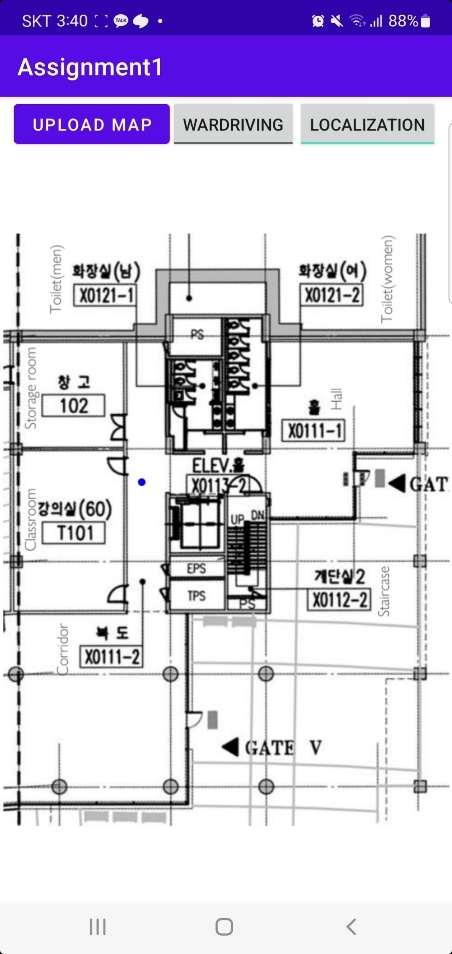 SKT 3:40
88%
Assignment1
UPLOAD MAP
WARDRIVING
LOCALIZATION
Toilet(men)
화장실(남)
X0121-1
화장실(여)
X0121-2
Toilet(women)
PS
Storage room
창 고
102
홀
Hall
X0111-1
ELEV.홀
X0113-2
GAT
Classroom
강의실(60)
T101
UP
DN
EPS
TPS
PS
계단실2
X0112-2
Staircase
복 도
X0111-2
Corridor
GATE V